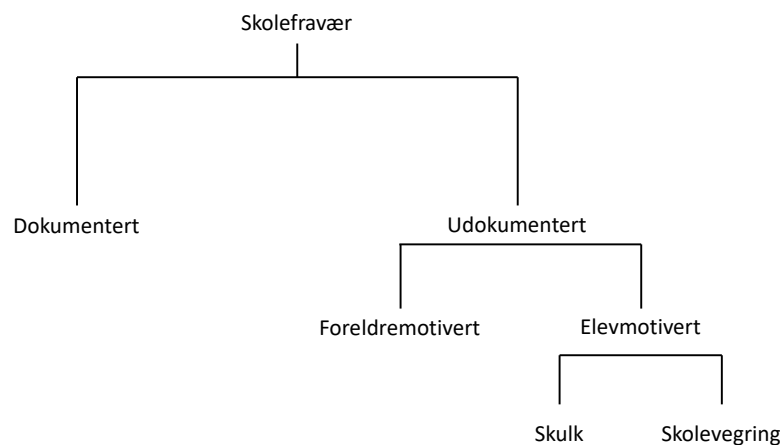 Skolefravær
Dokumentert
Udokumentert
Foreldremotivert
Elevmotivert
Skulk
Skolevegring